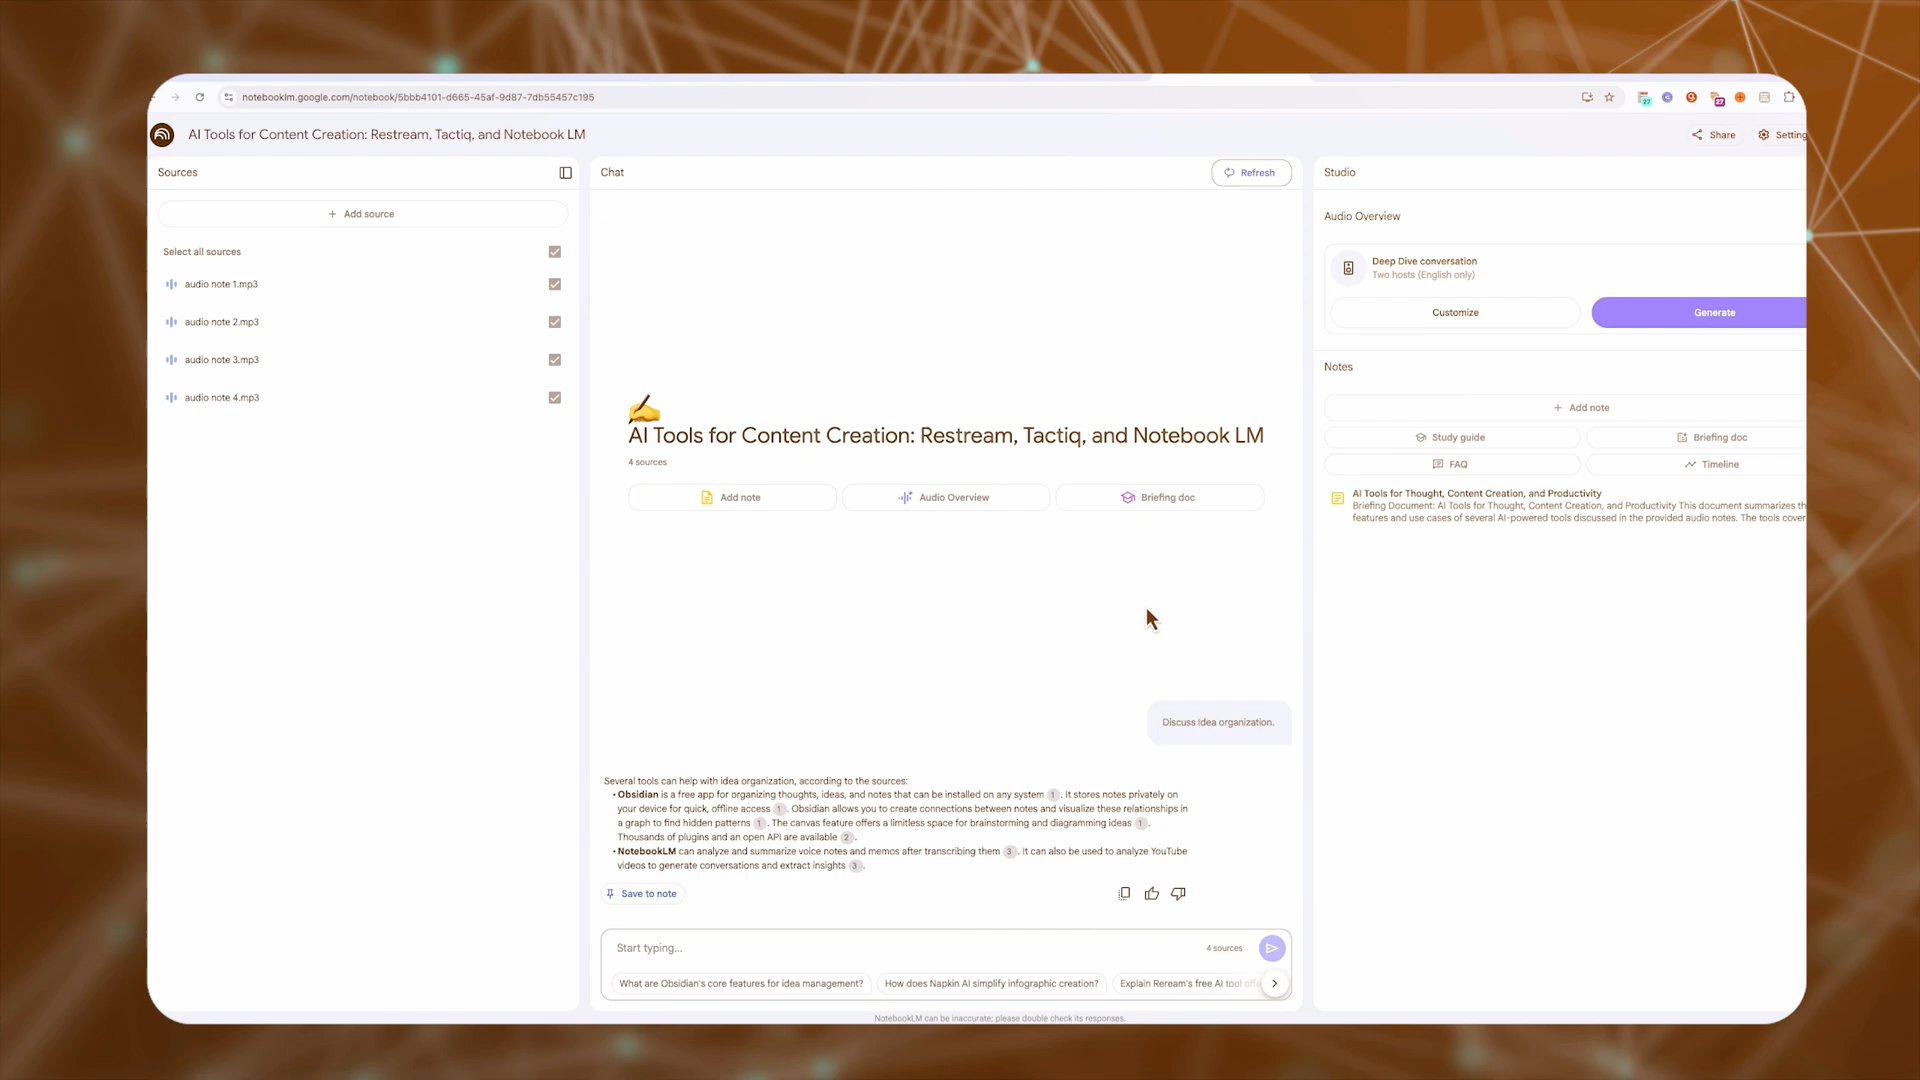 notebooklm.google.com/notebook/5bbb4101-d665-45af-9d87-7db55457c195
27
27
AI Tools for Content Creation: Restream, Tactiq, and Notebook LM
Share
Setting
Sources
Add source
Select all sources
audio note 1.mp3
audio note 2.mp3
audio note 3.mp3
audio note 4.mp3
Chat
Refresh
AI Tools for Content Creation: Restream, Tactiq, and Notebook LM
4 sources
Add note
Audio Overview
Briefing doc
Discuss idea organization.
Several tools can help with idea organization, according to the sources:
• Obsidian is a free app for organizing thoughts, ideas, and notes that can be installed on any system 1. It stores notes privately on
your device for quick, offline access 1. Obsidian allows you to create connections between notes and visualize these relationships in
a graph to find hidden patterns 1. The canvas feature offers a limitless space for brainstorming and diagramming ideas 1.
Thousands of plugins and an open API are available 2.
• NotebookLM can analyze and summarize voice notes and memos after transcribing them 3. It can also be used to analyze YouTube
videos to generate conversations and extract insights 3.
Save to note
Start typing...
4 sources
What are Obsidian's core features for idea management?
How does Napkin AI simplify infographic creation?
Explain Reream's free AI tool
NotebookLM can be inaccurate; please double check its responses.
Studio
Audio Overview
Deep Dive conversation
Two hosts (English only)
Customize
Generate
Notes
Add note
Study guide
Briefing doc
FAQ
Timeline
AI Tools for Thought, Content Creation, and Productivity
Briefing Document: AI Tools for Thought, Content Creation, and Productivity This document summarizes th
features and use cases of several AI-powered tools discussed in the provided audio notes. The tools cover